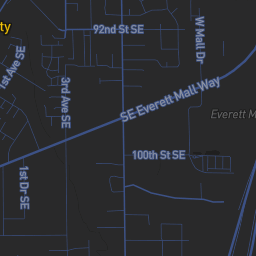 92nd St SE
W Mall Dr
ty
1st Ave SE
3rd Ave SE
SE Everett Mall Way
Everett M
100th St SE
1st Dr SE